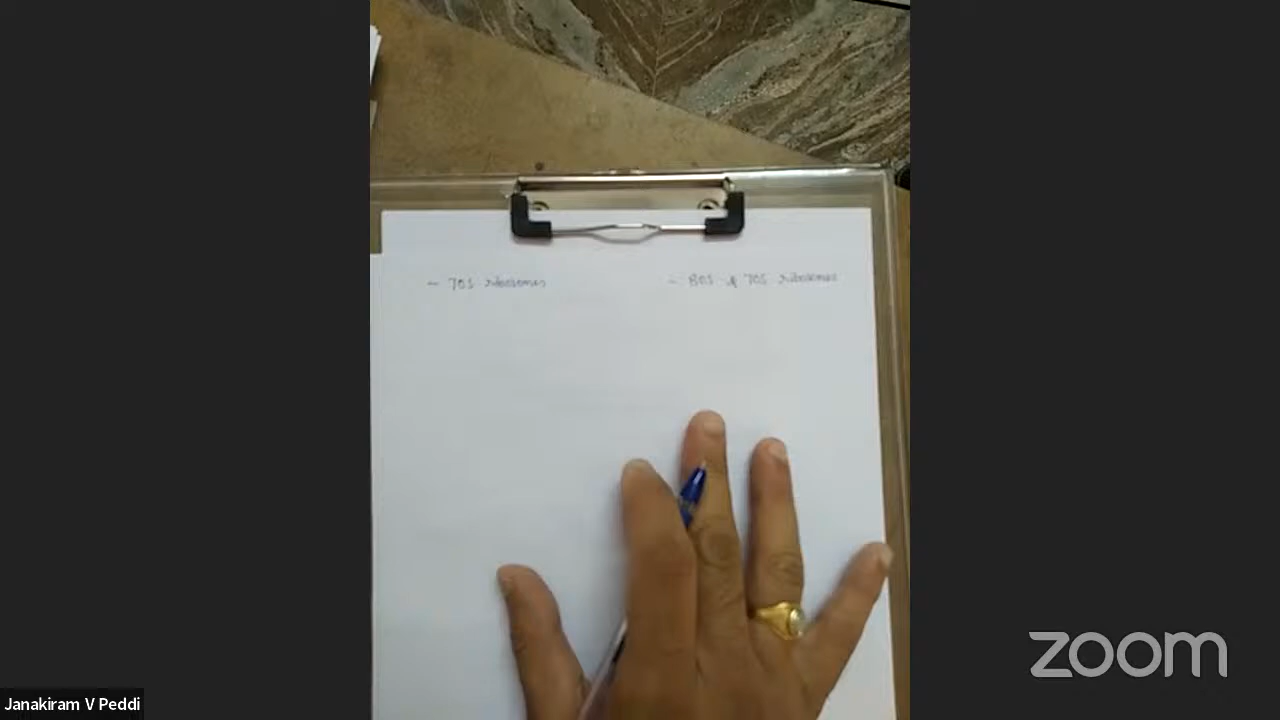 – 70S ribosomes
– 80S & 70S ribosomes
zoom
Janakiram V Peddi